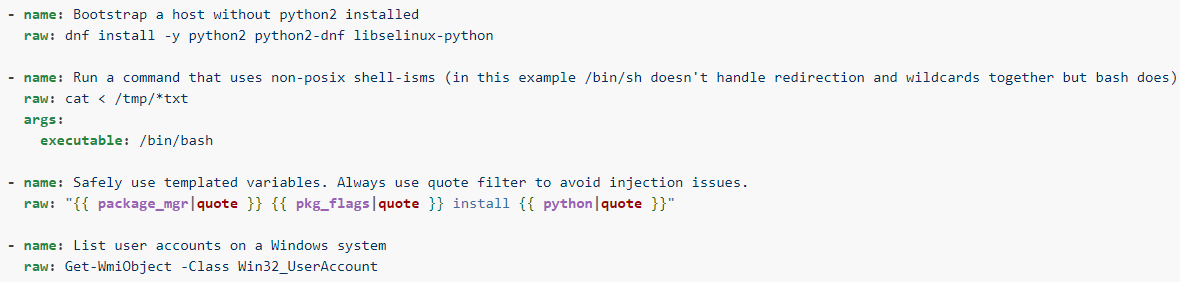 - name: Bootstrap a host without python2 installed
  raw: dnf install -y python2 python2-dnf libselinux-python

- name: Run a command that uses non-posix shell-isms (in this example /bin/sh doesn't handle redirection and wildcards together but bash does)
  raw: cat < /tmp/*txt
  args:
    executable: /bin/bash

- name: Safely use templated variables. Always use quote filter to avoid injection issues.
  raw: "{{ package_mgr|quote }} {{ pkg_flags|quote }} install {{ python|quote }}"

- name: List user accounts on a Windows system
  raw: Get-WmiObject -Class Win32_UserAccount